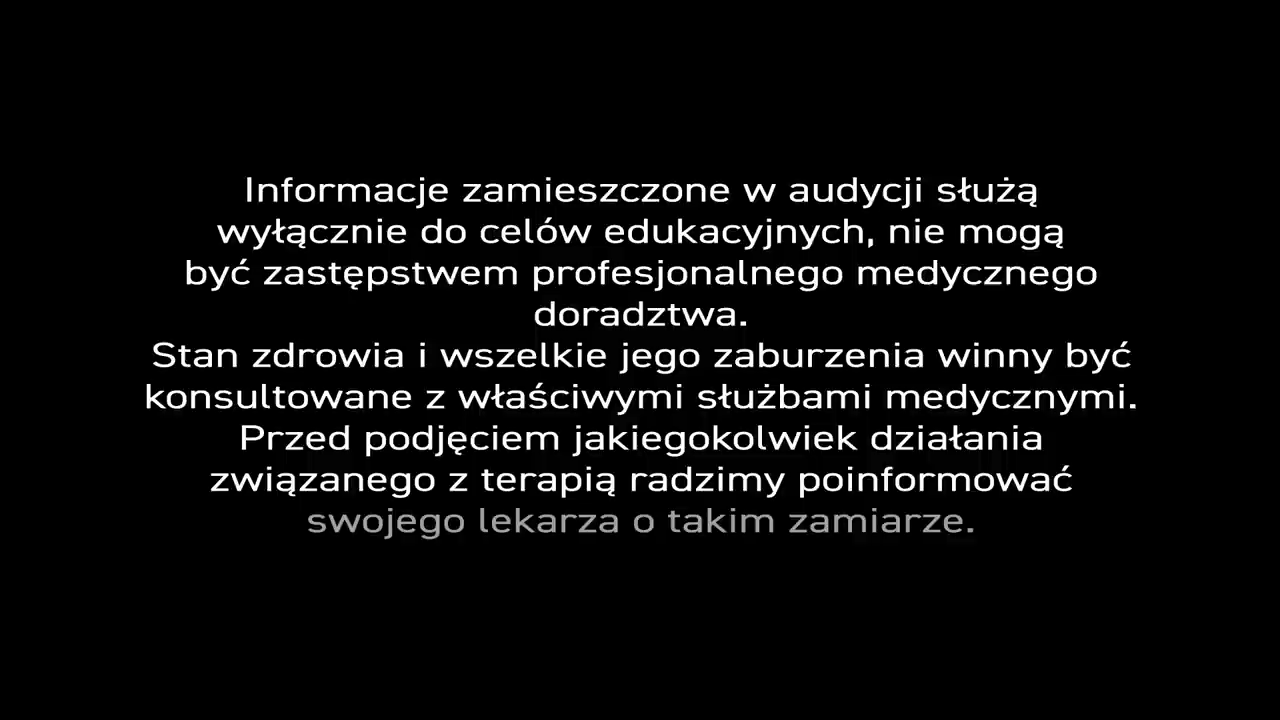 Informacje zamieszczone w audycji służą
wyłącznie do celów edukacyjnych, nie mogą
być zastępstwem profesjonalnego medycznego
doradztwa.
Stan zdrowia i wszelkie jego zaburzenia winny być
konsultowane z właściwymi służbami medycznymi.
Przed podjęciem jakiegokolwiek działania
związanego z terapią radzimy poinformować
swojego lekarza o takim zamiarze.